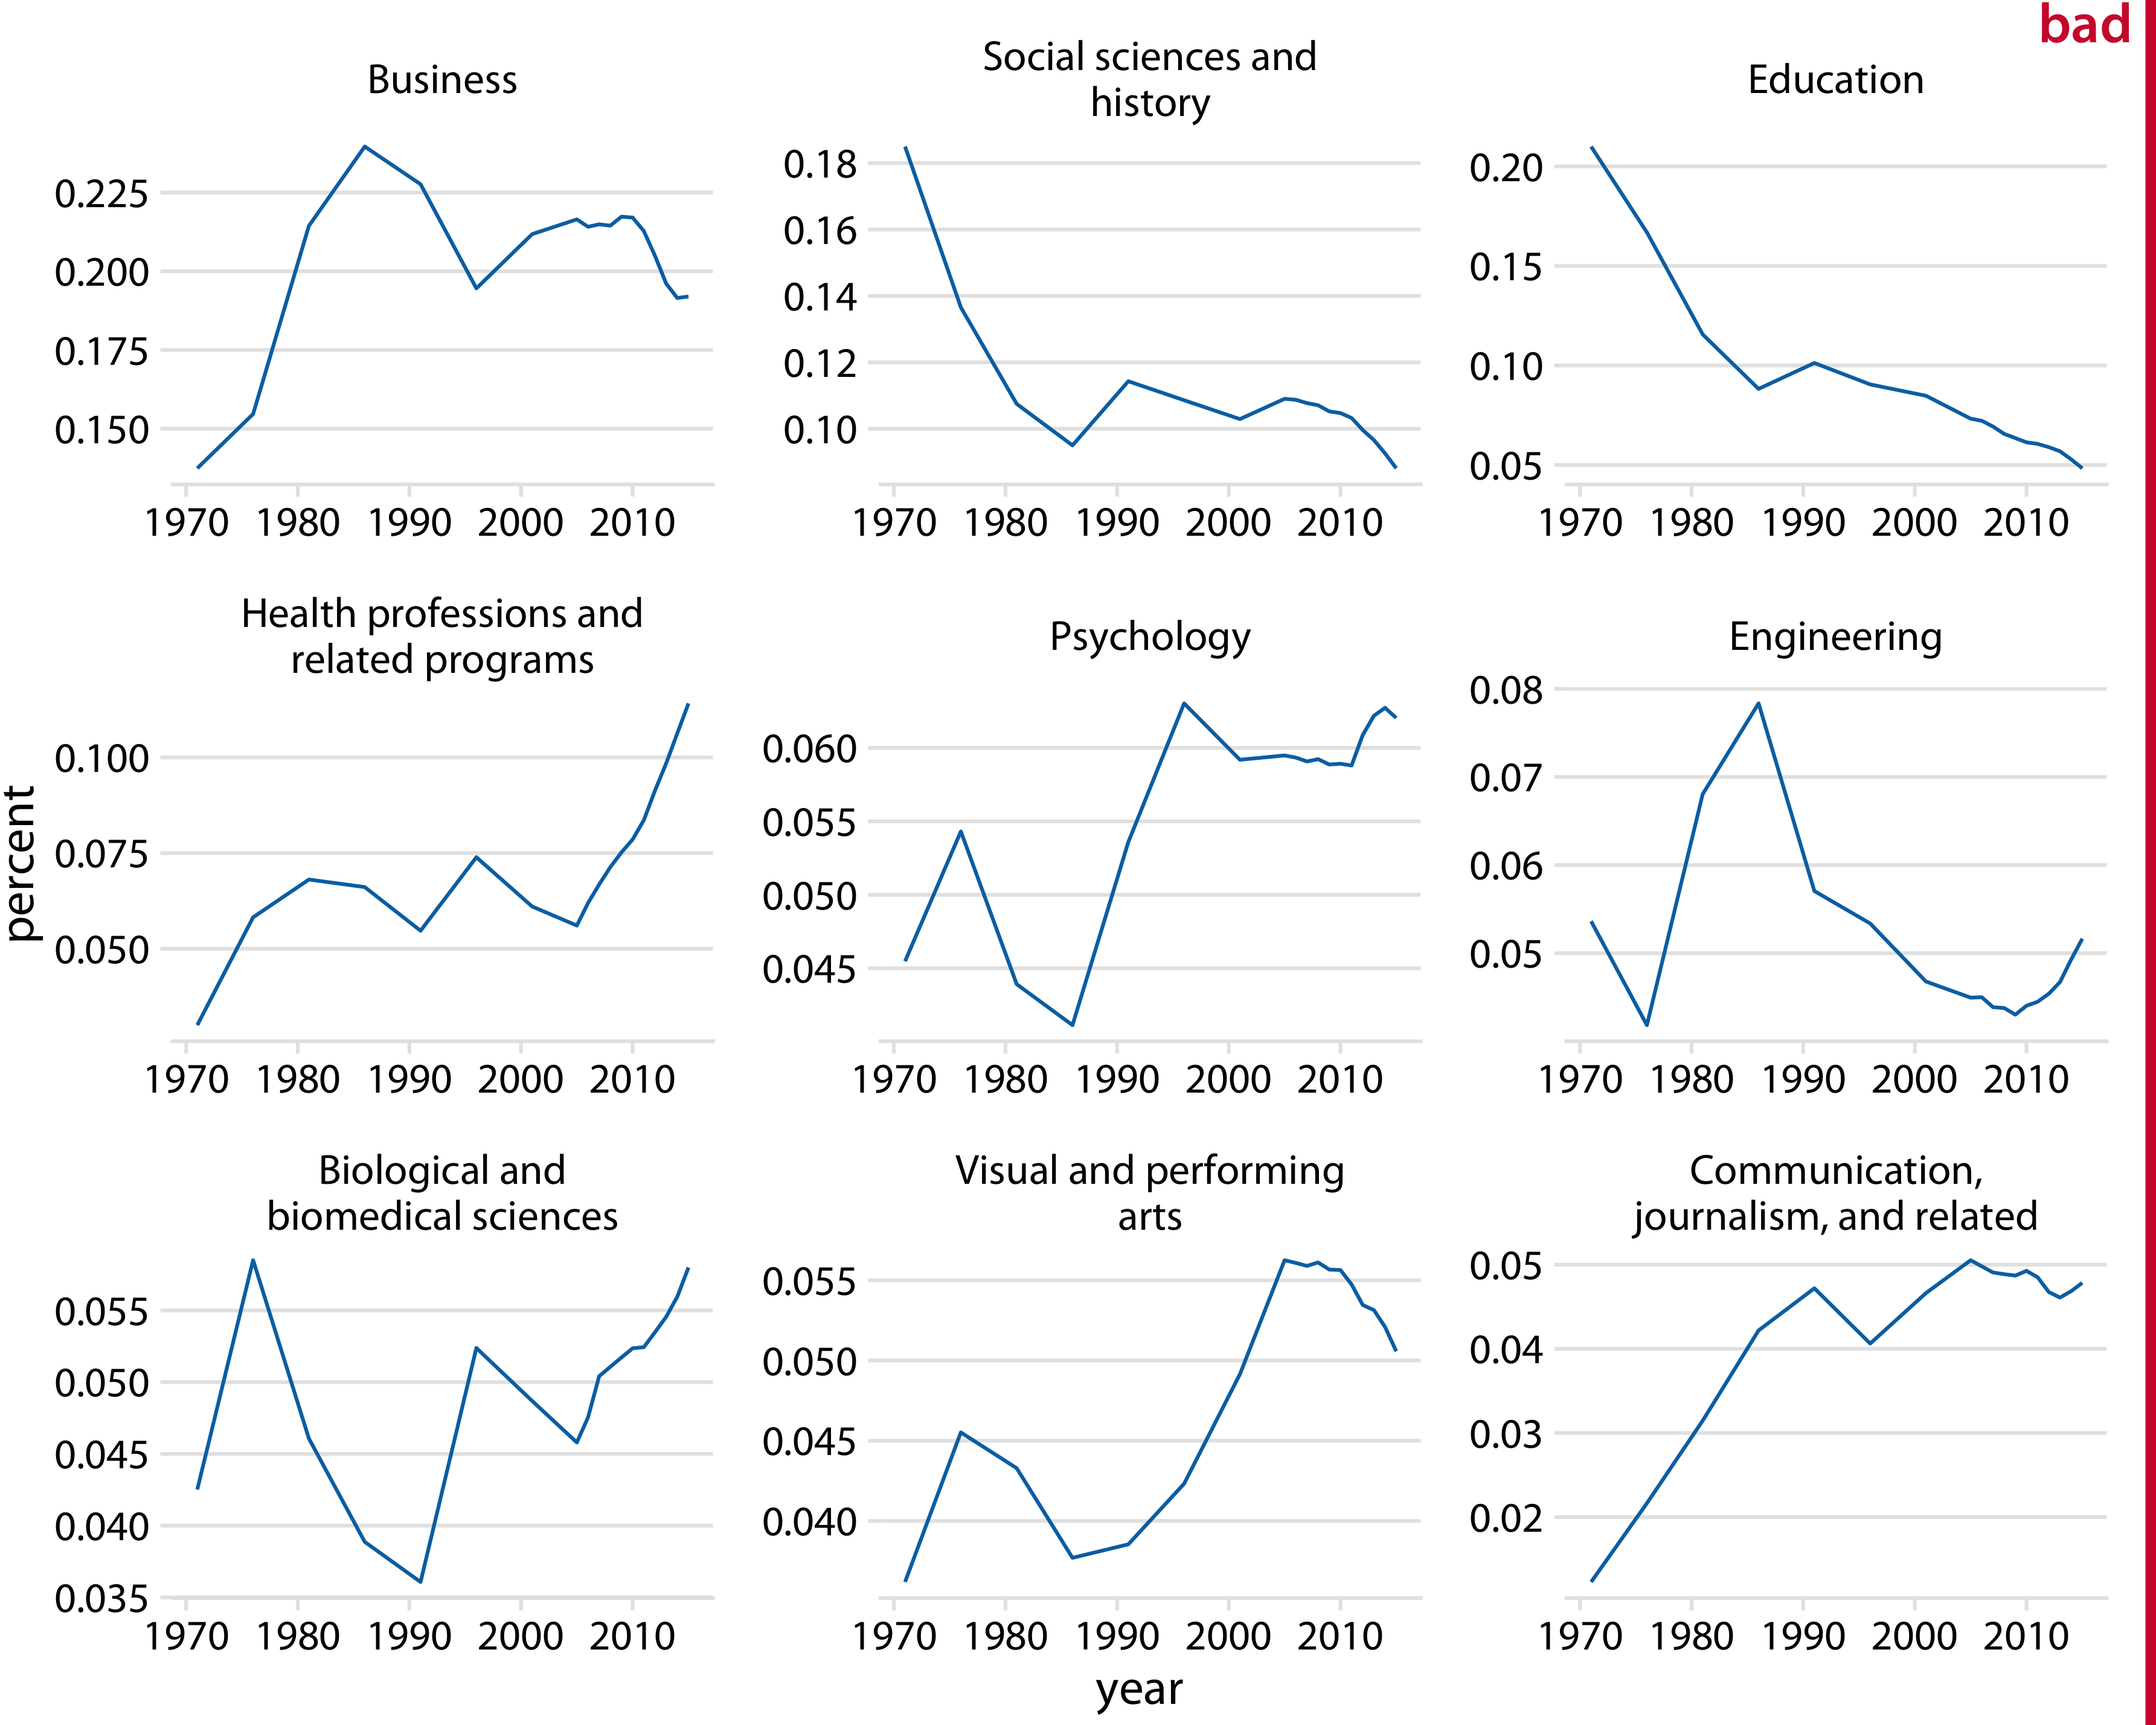 bad
Business
0.225
0.200
0.175
0.150
1970 1980 1990 2000 2010
Social sciences and
history
0.18
0.16
0.14
0.12
0.10
1970 1980 1990 2000 2010
Education
0.20
0.15
0.10
0.05
1970 1980 1990 2000 2010
percent
Health professions and
related programs
0.100
0.075
0.050
1970 1980 1990 2000 2010
Psychology
0.060
0.055
0.050
0.045
1970 1980 1990 2000 2010
Engineering
0.08
0.07
0.06
0.05
1970 1980 1990 2000 2010
Biological and
biomedical sciences
0.055
0.050
0.045
0.040
0.035
1970 1980 1990 2000 2010
Visual and performing
arts
0.055
0.050
0.045
0.040
1970 1980 1990 2000 2010
Communication,
journalism, and related
0.05
0.04
0.03
0.02
1970 1980 1990 2000 2010
year